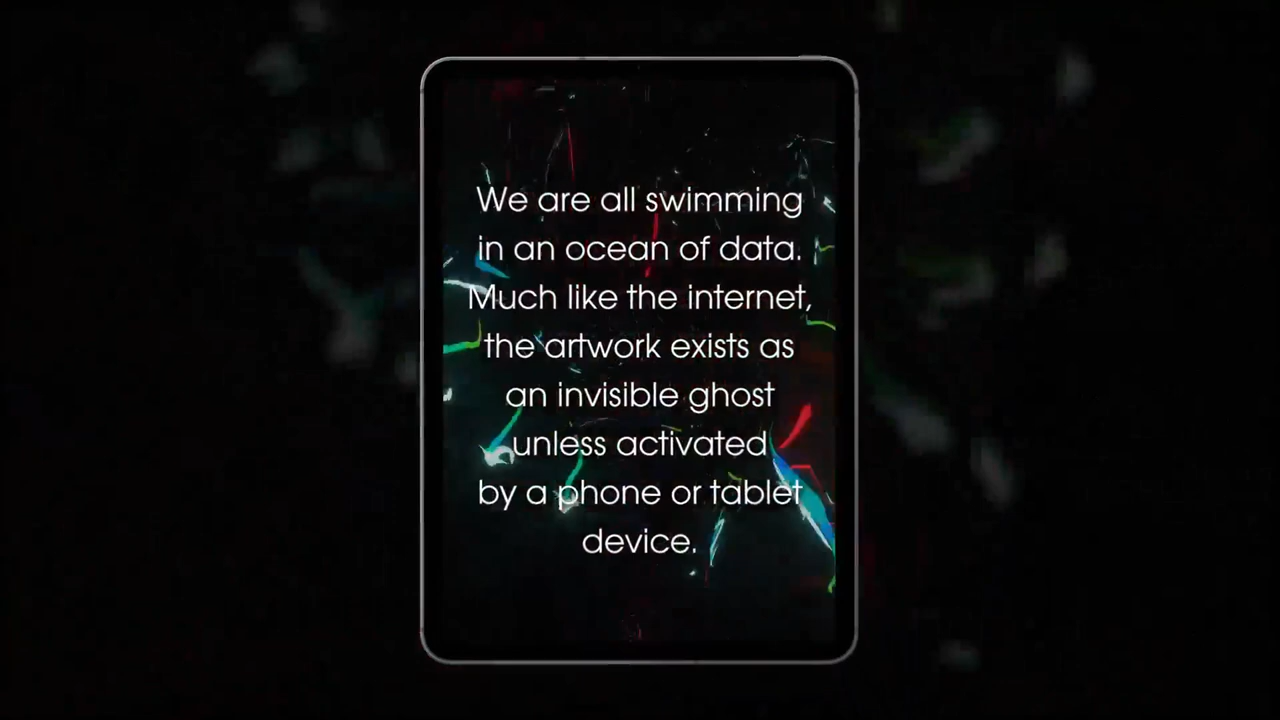 We are all swimming
in an ocean of data.
Much like the internet,
the artwork exists as
an invisible ghost
unless activated
by a phone or tablet
device.